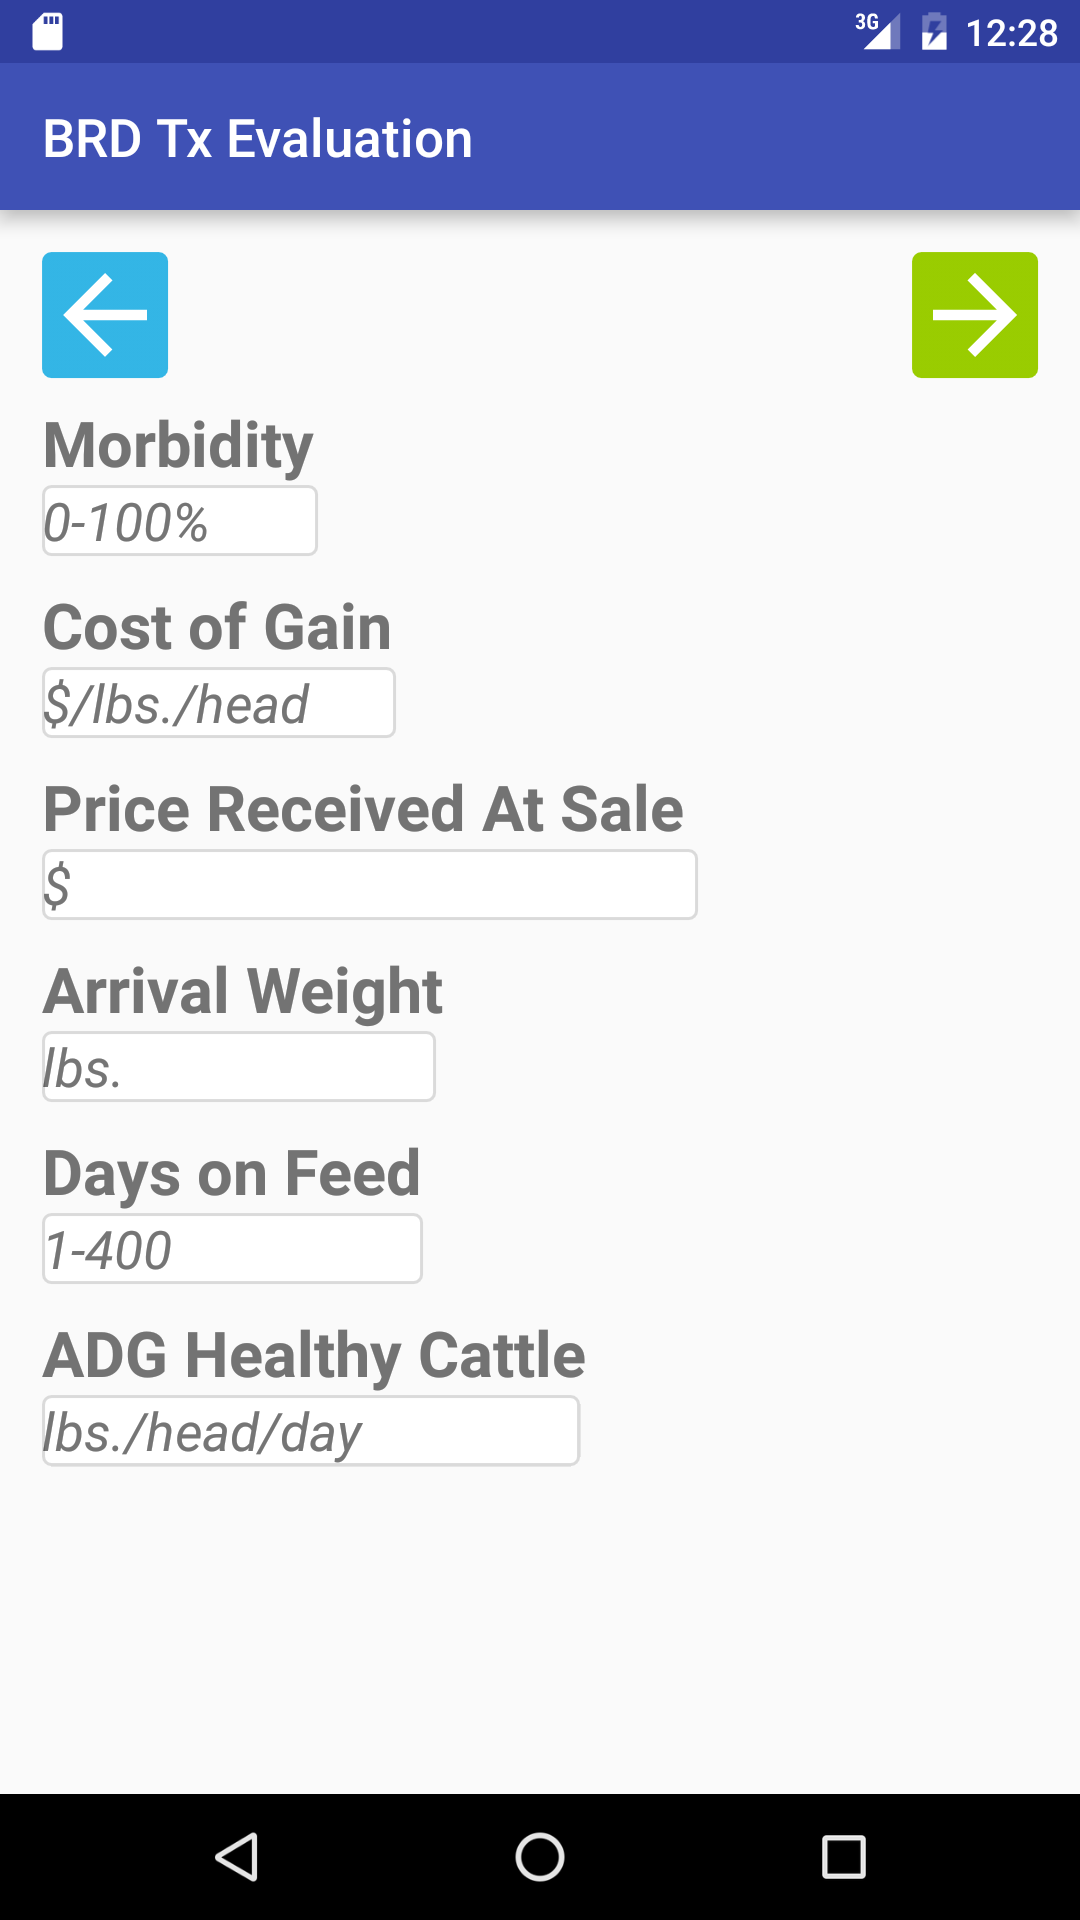 3G 12:28
BRD Tx Evaluation
Morbidity
0-100%
Cost of Gain
$/lbs./head
Price Received At Sale
$
Arrival Weight
lbs.
Days on Feed
1-400
ADG Healthy Cattle
lbs./head/day